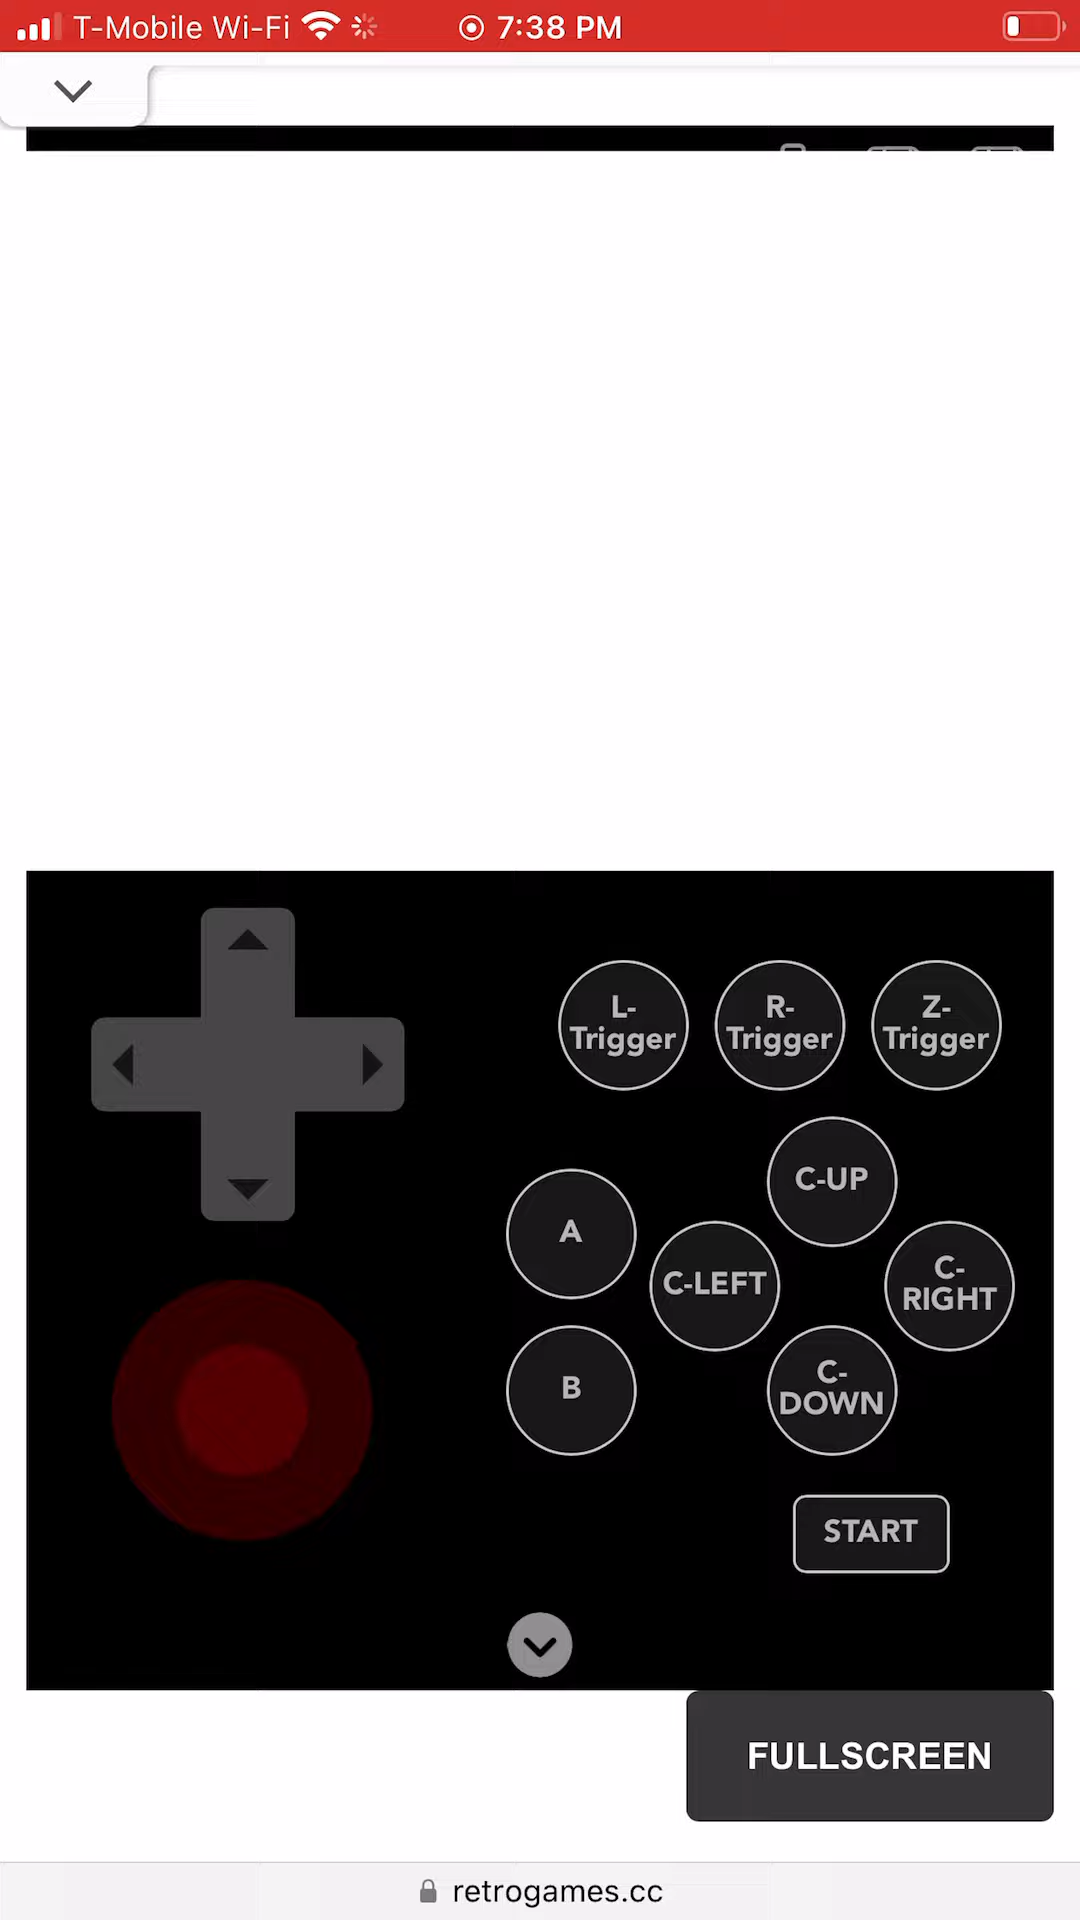 T-Mobile Wi-Fi
7:38 PM
L-
Trigger
R-
Trigger
Z-
Trigger
C-UP
A
C-LEFT
C-
RIGHT
B
C-
DOWN
START
FULLSCREEN
retrogames.cc